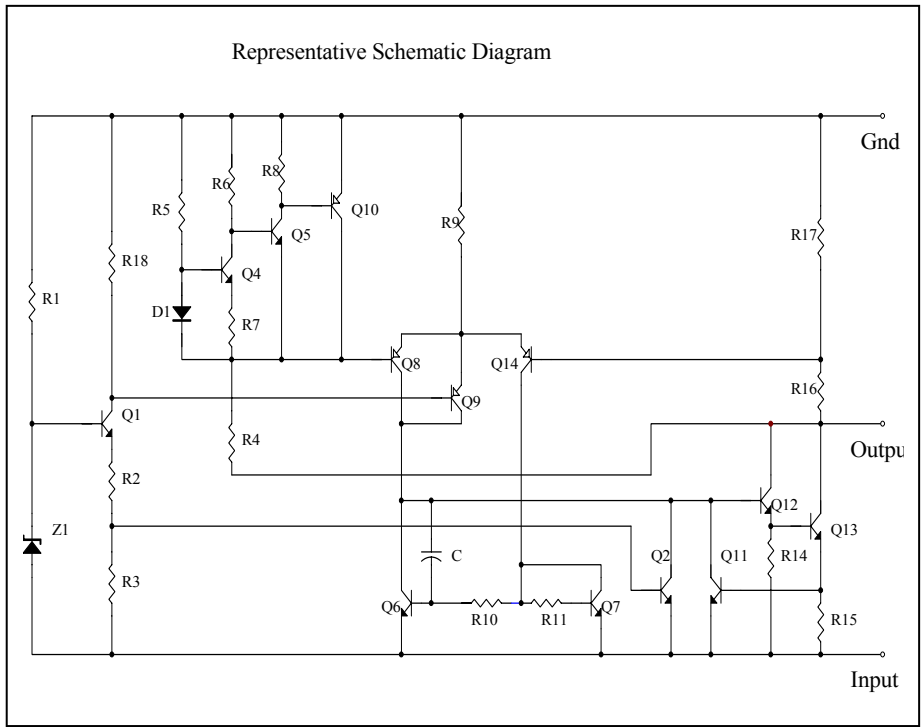 Representative Schematic Diagram
Gnd
R8
R6
R5
Q10
R9
R17
Q5
Q4
R18
R1
D1
R7
Q8
Q14
R16
Q9
Q1
R4
Outpu
R2
Q12
Z1
Q13
C
Q2
Q11
R14
R3
Q6
R10
R11
Q7
R15
Input